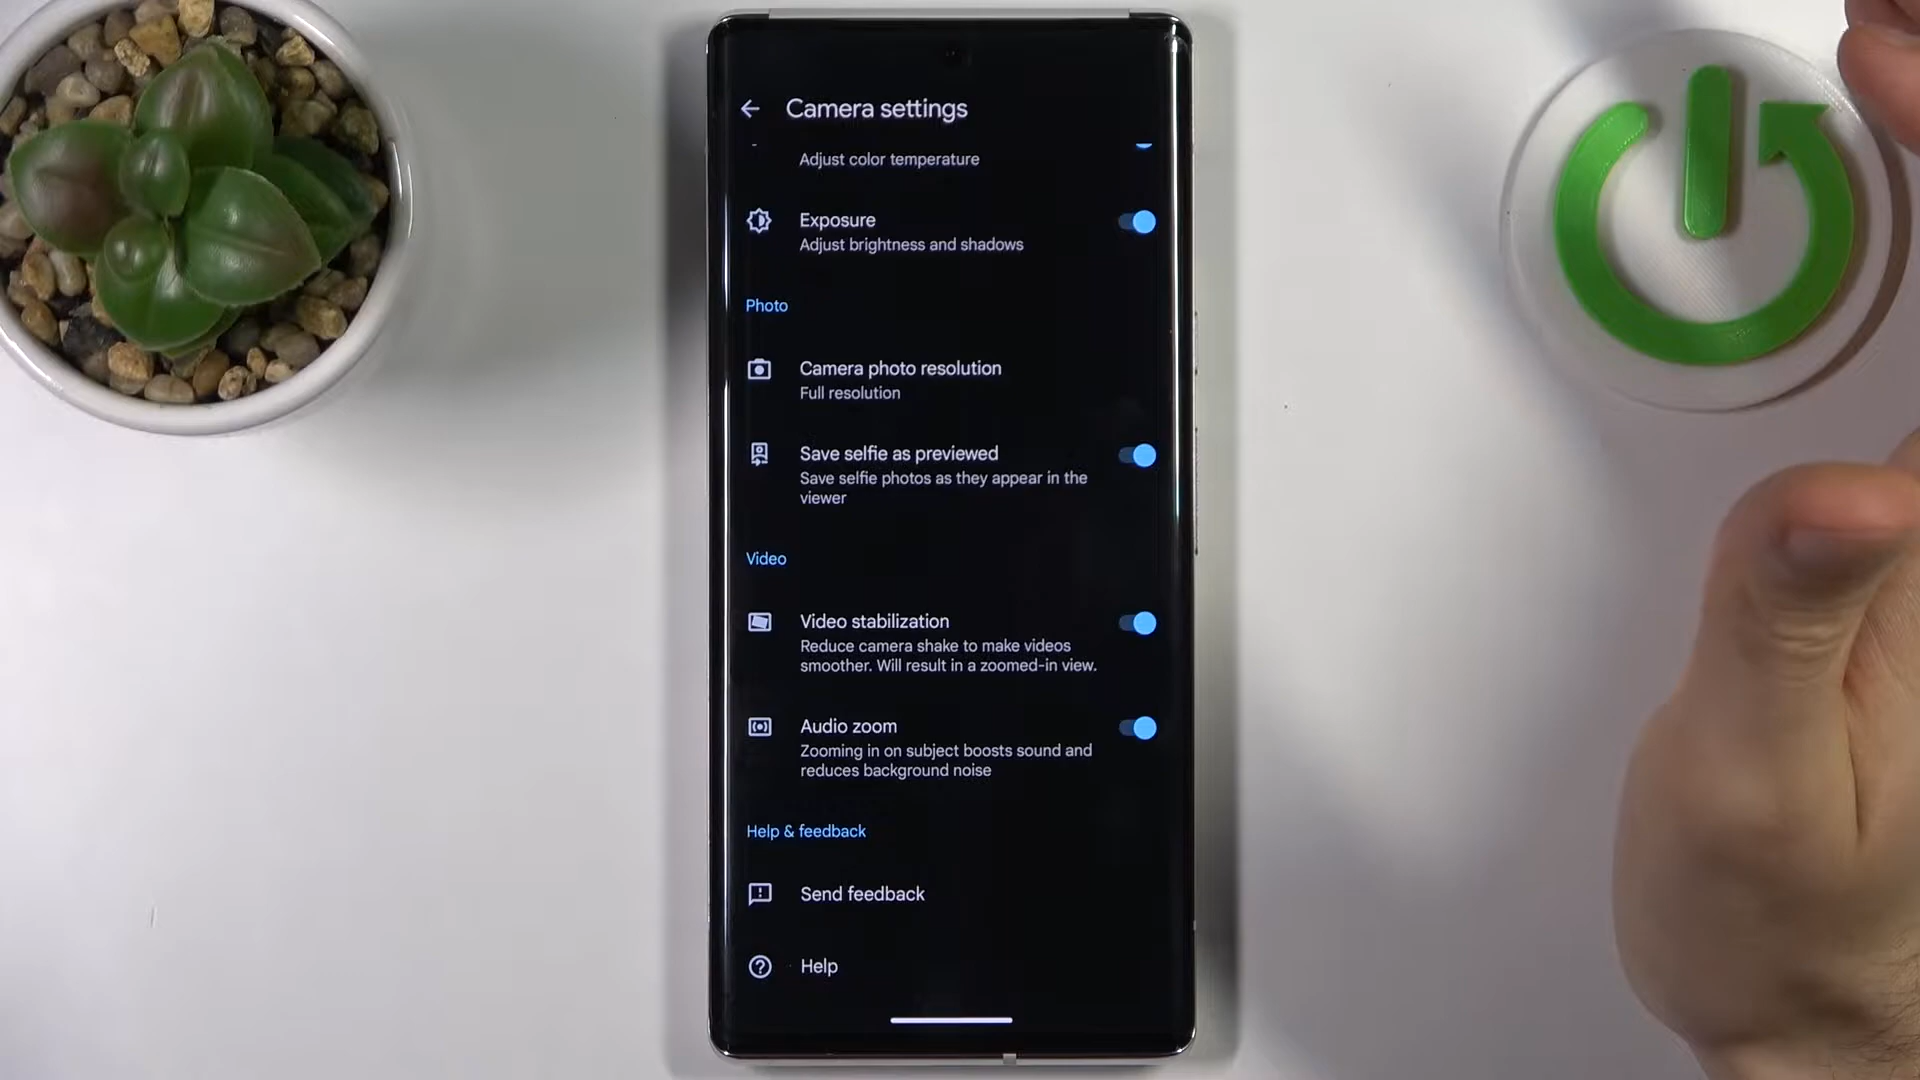 Camera settings
Adjust color temperature
Exposure
Adjust brightness and shadows
Photo
Camera photo resolution
Full resolution
Save selfie as previewed
Save selfie photos as they appear in the
viewer
Video
Video stabilization
Reduce camera shake to make videos
smoother. Will result in a zoomed-in view.
Audio zoom
Zooming in on subject boosts sound and
reduces background noise
Help & feedback
Send feedback
Help